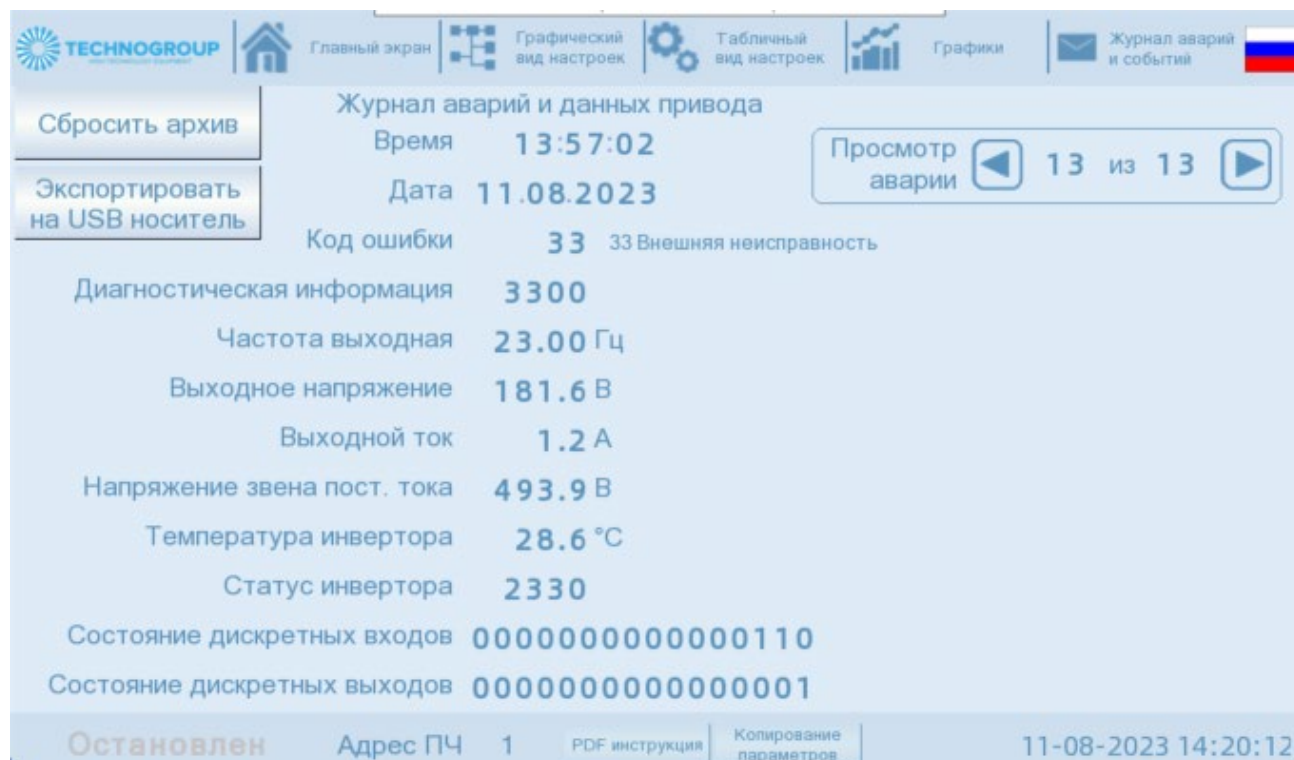 TECHNOGROUP
Главный экран
Графический
вид настроек
Табличный
вид настроек
Графики
Журнал аварий
и событий
Сбросить архив
Экспортировать
на USB носитель
Журнал аварий и данных привода
Время 13:57:02
Просмотр
аварии
13 из 13
Дата 11.08.2023
Код ошибки 33 33 Внешняя неисправность
Диагностическая информация 3300
Частота выходная 23.00 Гц
Выходное напряжение 181.6 В
Выходной ток 1.2 А
Напряжение звена пост. тока 493.9 В
Температура инвертора 28.6 °C
Статус инвертора 2330
Состояние дискретных входов 0000000000000110
Состояние дискретных выходов 0000000000000001
Остановлен
Адрес ПЧ 1
PDF инструкция
Копирование
параметров
11-08-2023 14:20:12